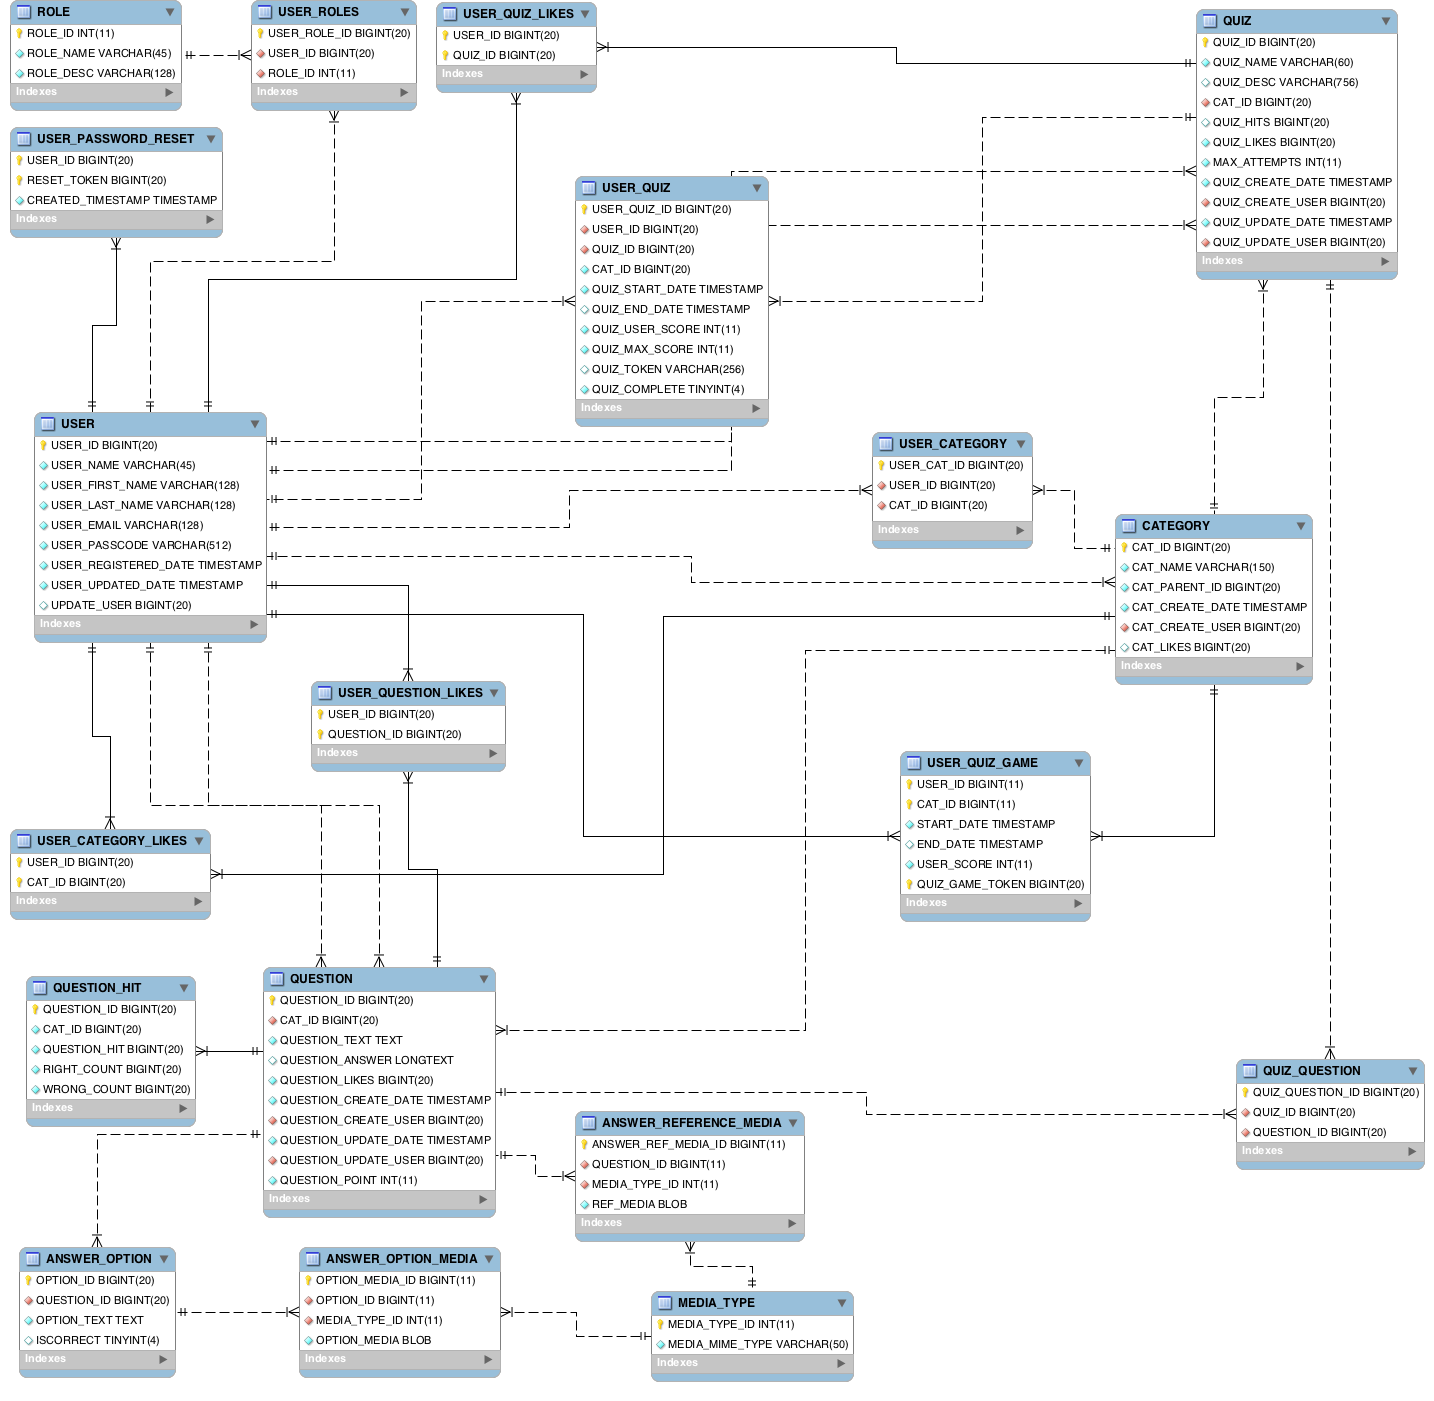 ROLE
ROLE_ID INT(11)
ROLE_NAME VARCHAR(45)
ROLE_DESC VARCHAR(128)
Indexes
USER_ROLES
USER_ROLE_ID BIGINT(20)
USER_ID BIGINT(20)
ROLE_ID INT(11)
Indexes
USER_QUIZ_LIKES
USER_ID BIGINT(20)
QUIZ_ID BIGINT(20)
Indexes
QUIZ
QUIZ_ID BIGINT(20)
QUIZ_NAME VARCHAR(60)
QUIZ_DESC VARCHAR(756)
CAT_ID BIGINT(20)
QUIZ_HITS BIGINT(20)
QUIZ_LIKES BIGINT(20)
MAX_ATTEMPTS INT(11)
QUIZ_CREATE_DATE TIMESTAMP
QUIZ_CREATE_USER BIGINT(20)
QUIZ_UPDATE_DATE TIMESTAMP
QUIZ_UPDATE_USER BIGINT(20)
Indexes
USER_PASSWORD_RESET
USER_ID BIGINT(20)
RESET_TOKEN BIGINT(20)
CREATED_TIMESTAMP TIMESTAMP
Indexes
USER_QUIZ
USER_QUIZ_ID BIGINT(20)
USER_ID BIGINT(20)
QUIZ_ID BIGINT(20)
CAT_ID BIGINT(20)
QUIZ_START_DATE TIMESTAMP
QUIZ_END_DATE TIMESTAMP
QUIZ_USER_SCORE INT(11)
QUIZ_MAX_SCORE INT(11)
QUIZ_TOKEN VARCHAR(256)
QUIZ_COMPLETE TINYINT(4)
Indexes
USER
USER_ID BIGINT(20)
USER_NAME VARCHAR(45)
USER_FIRST_NAME VARCHAR(128)
USER_LAST_NAME VARCHAR(128)
USER_EMAIL VARCHAR(128)
USER_PASSCODE VARCHAR(512)
USER_REGISTERED_DATE TIMESTAMP
USER_UPDATED_DATE TIMESTAMP
UPDATE_USER BIGINT(20)
Indexes
USER_CATEGORY
USER_CAT_ID BIGINT(20)
USER_ID BIGINT(20)
CAT_ID BIGINT(20)
Indexes
CATEGORY
CAT_ID BIGINT(20)
CAT_NAME VARCHAR(150)
CAT_PARENT_ID BIGINT(20)
CAT_CREATE_DATE TIMESTAMP
CAT_CREATE_USER BIGINT(20)
CAT_LIKES BIGINT(20)
Indexes
USER_QUESTION_LIKES
USER_ID BIGINT(20)
QUESTION_ID BIGINT(20)
Indexes
USER_QUIZ_GAME
USER_ID BIGINT(11)
CAT_ID BIGINT(11)
START_DATE TIMESTAMP
END_DATE TIMESTAMP
USER_SCORE INT(11)
QUIZ_GAME_TOKEN BIGINT(20)
Indexes
USER_CATEGORY_LIKES
USER_ID BIGINT(20)
CAT_ID BIGINT(20)
Indexes
QUESTION_HIT
QUESTION_ID BIGINT(20)
CAT_ID BIGINT(20)
QUESTION_HIT BIGINT(20)
RIGHT_COUNT BIGINT(20)
WRONG_COUNT BIGINT(20)
Indexes
QUESTION
QUESTION_ID BIGINT(20)
CAT_ID BIGINT(20)
QUESTION_TEXT TEXT
QUESTION_ANSWER LONGTEXT
QUESTION_LIKES BIGINT(20)
QUESTION_CREATE_DATE TIMESTAMP
QUESTION_CREATE_USER BIGINT(20)
QUESTION_UPDATE_DATE TIMESTAMP
QUESTION_UPDATE_USER BIGINT(20)
QUESTION_POINT INT(11)
Indexes
QUIZ_QUESTION
QUIZ_QUESTION_ID BIGINT(20)
QUIZ_ID BIGINT(20)
QUESTION_ID BIGINT(20)
Indexes
ANSWER_REFERENCE_MEDIA
ANSWER_REF_MEDIA_ID BIGINT(11)
QUESTION_ID BIGINT(11)
MEDIA_TYPE_ID INT(11)
REF_MEDIA BLOB
Indexes
ANSWER_OPTION
OPTION_ID BIGINT(20)
QUESTION_ID BIGINT(20)
OPTION_TEXT TEXT
ISCORRECT TINYINT(4)
Indexes
ANSWER_OPTION_MEDIA
OPTION_MEDIA_ID BIGINT(11)
OPTION_ID BIGINT(11)
MEDIA_TYPE_ID INT(11)
OPTION_MEDIA BLOB
Indexes
MEDIA_TYPE
MEDIA_TYPE_ID INT(11)
MEDIA_MIME_TYPE VARCHAR(50)
Indexes